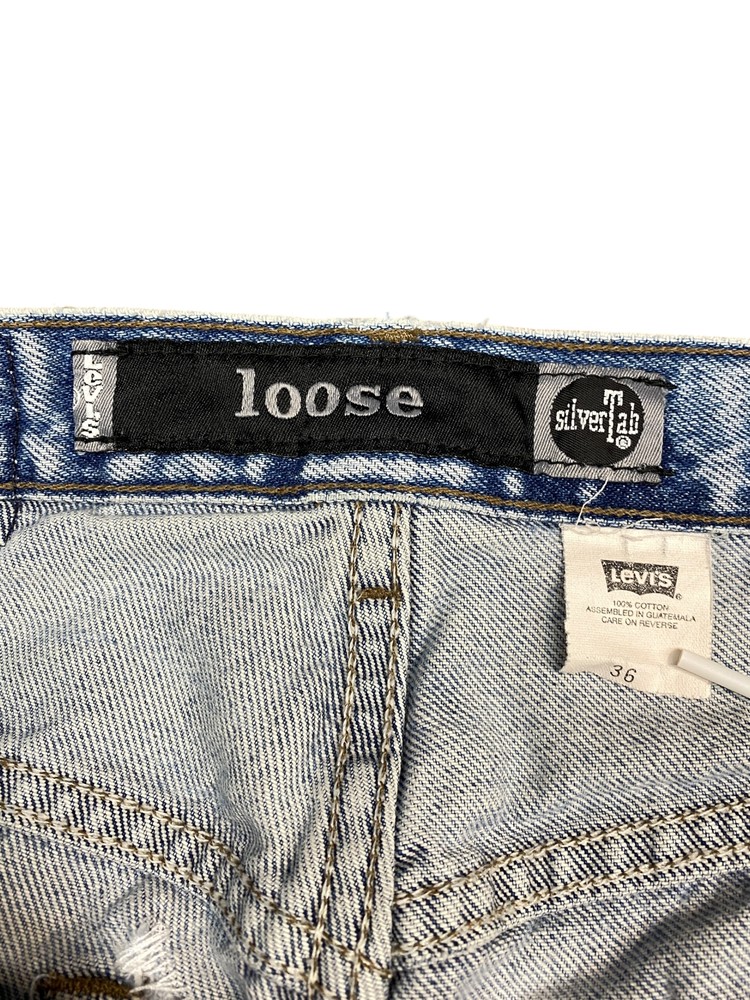 LEVI'S
loose
silverTab
®
LEVI'S
®
100% COTTON
ASSEMBLED IN GUATEMALA
CARE ON REVERSE
36